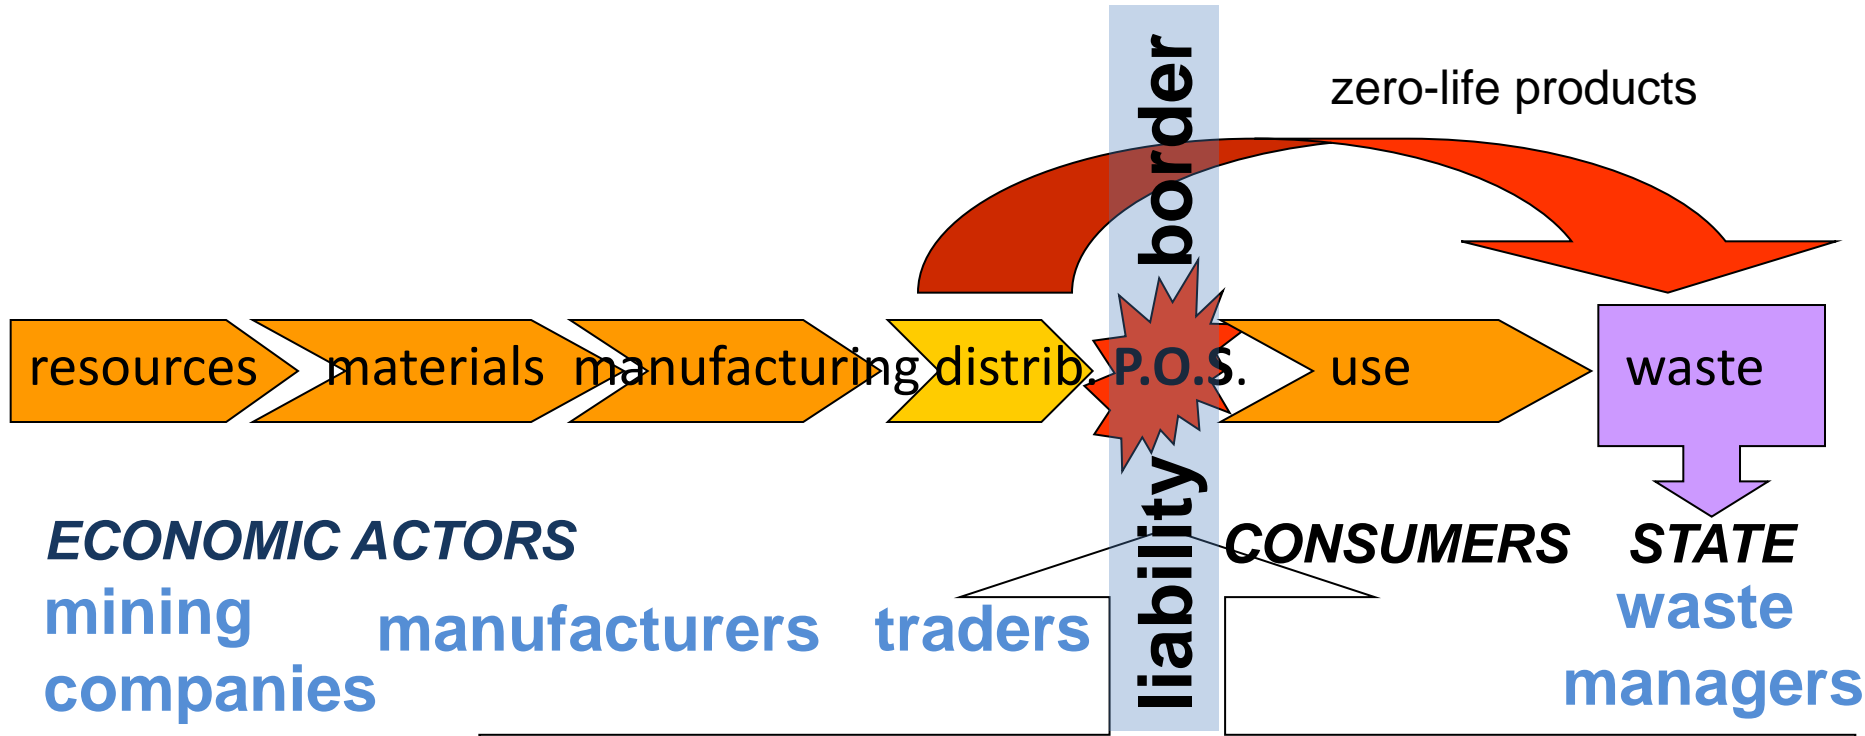 zero-life products
liability border
resources
materials
manufacturing
distrib.
P.O.S.
use
waste
ECONOMIC ACTORS
CONSUMERS
STATE
mining
companies
manufacturers
traders
waste
managers